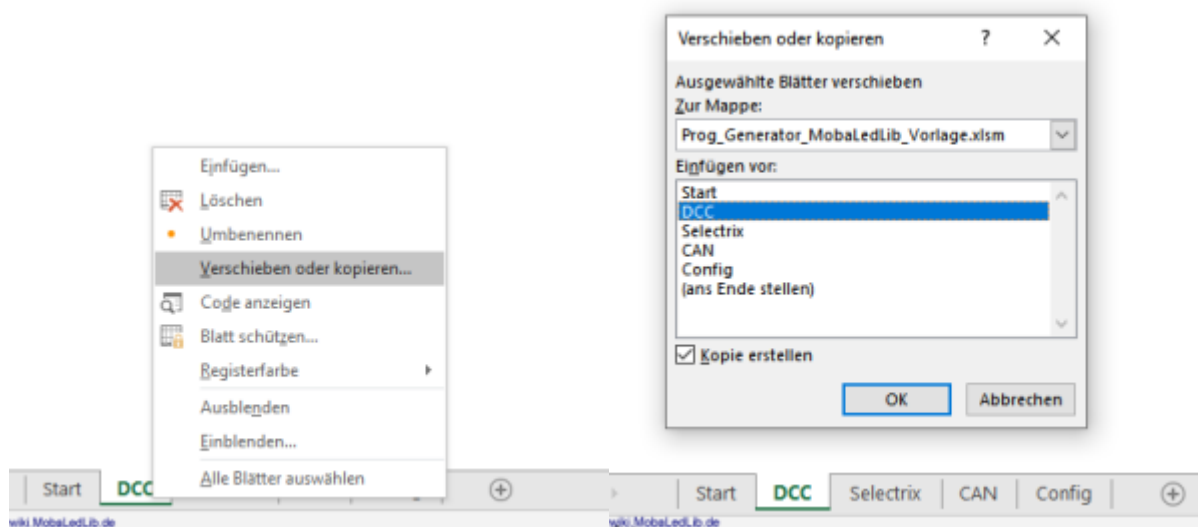 Einfügen...
Löschen
Umbenennen
Verschieben oder kopieren...
Code anzeigen
Blatt schützen...
Registerfarbe
Ausblenden
Einblenden...
Alle Blätter auswählen
Start DCC
wiki.MobaLedLib.de
Verschieben oder kopieren ? ×
Ausgewählte Blätter verschieben
Zur Mappe:
Prog_Generator_MobaLedLib_Vorlage.xlsm
Einfügen vor:
Start
DCC
Selectrix
CAN
Config
(ans Ende stellen)
Kopie erstellen
OK Abbrechen
Start DCC Selectrix CAN Config
wiki.MobaLedLib.de